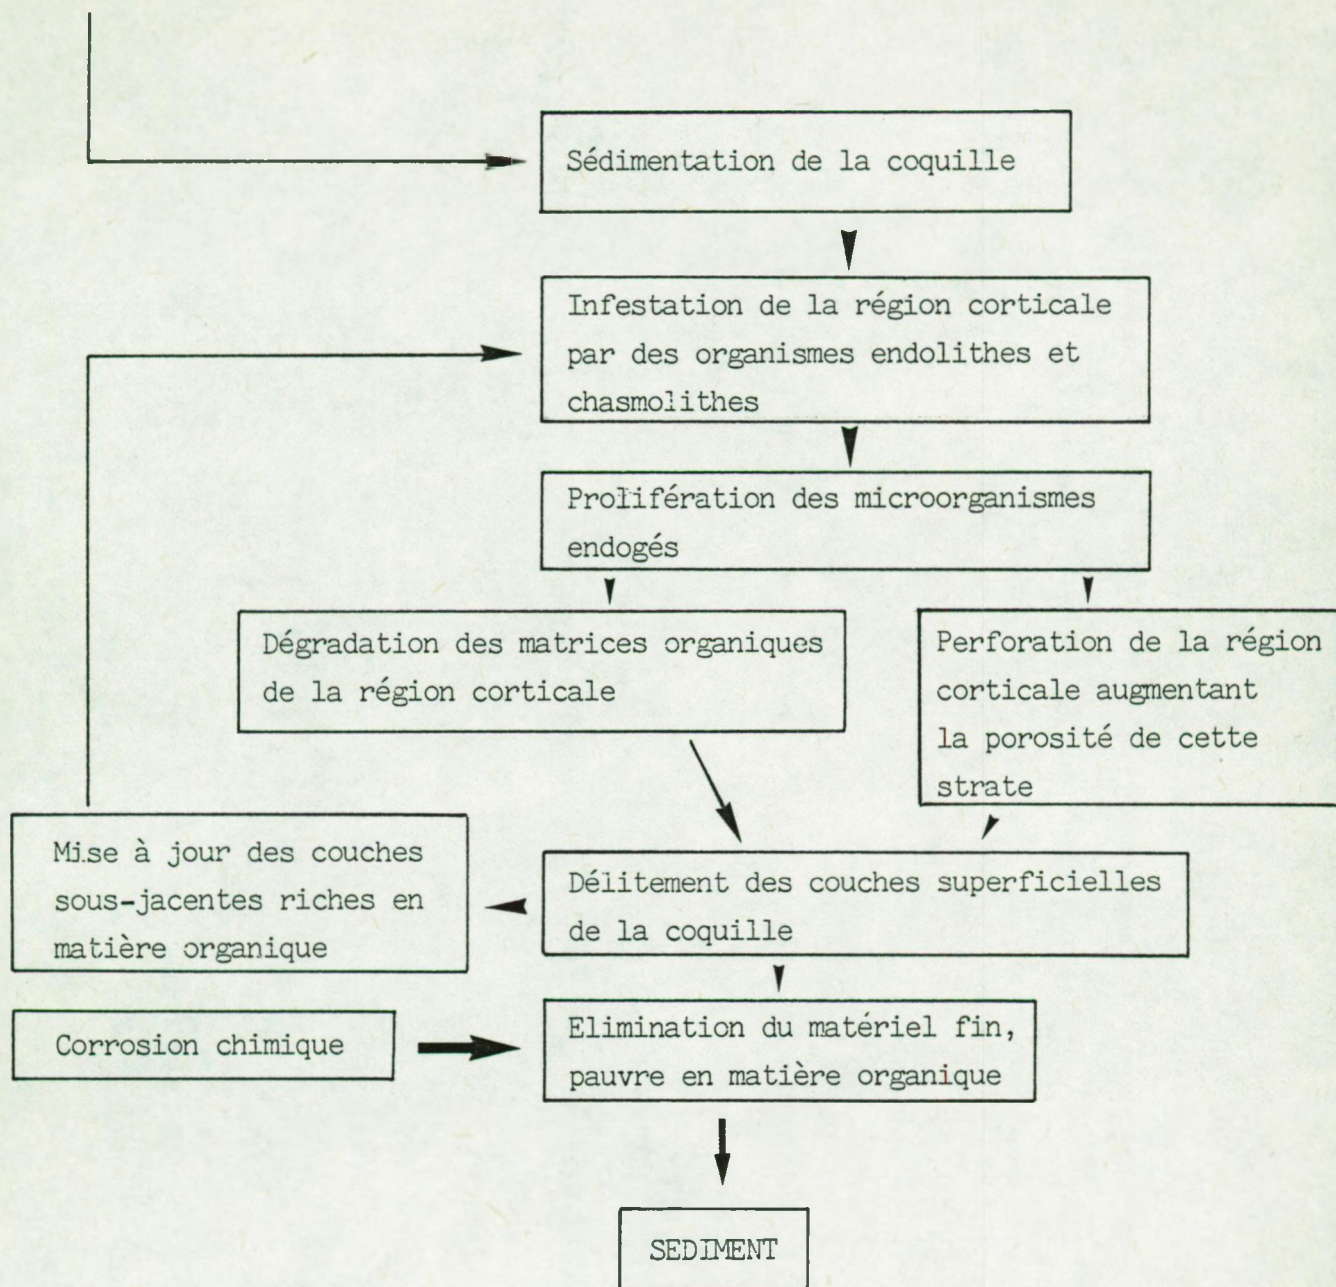 Sédimentation de la coquille
Infestation de la région corticale
par des organismes endolithes et
chasmolithes
Prolifération des microorganismes
endogés
Dégradation des matrices organiques
de la région corticale
Perforation de la région
corticale augmentant
la porosité de cette
strate
Mise à jour des couches
sous-jacentes riches en
matière organique
Délitement des couches superficielles
de la coquille
Corrosion chimique
Elimination du matériel fin,
pauvre en matière organique
SEDIMENT